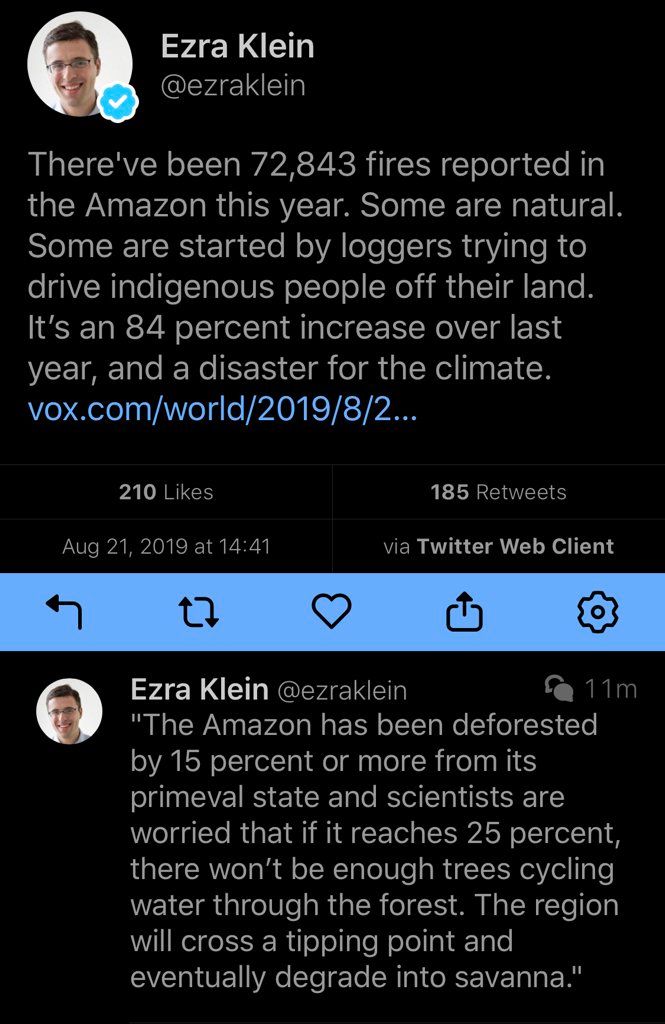 Ezra Klein
@ezraklein
There've been 72,843 fires reported in
the Amazon this year. Some are natural.
Some are started by loggers trying to
drive indigenous people off their land.
It’s an 84 percent increase over last
year, and a disaster for the climate.
vox.com/world/2019/8/2...
210 Likes
185 Retweets
Aug 21, 2019 at 14:41
via Twitter Web Client
Ezra Klein @ezraklein 11m
"The Amazon has been deforested
by 15 percent or more from its
primeval state and scientists are
worried that if it reaches 25 percent,
there won’t be enough trees cycling
water through the forest. The region
will cross a tipping point and
eventually degrade into savanna."